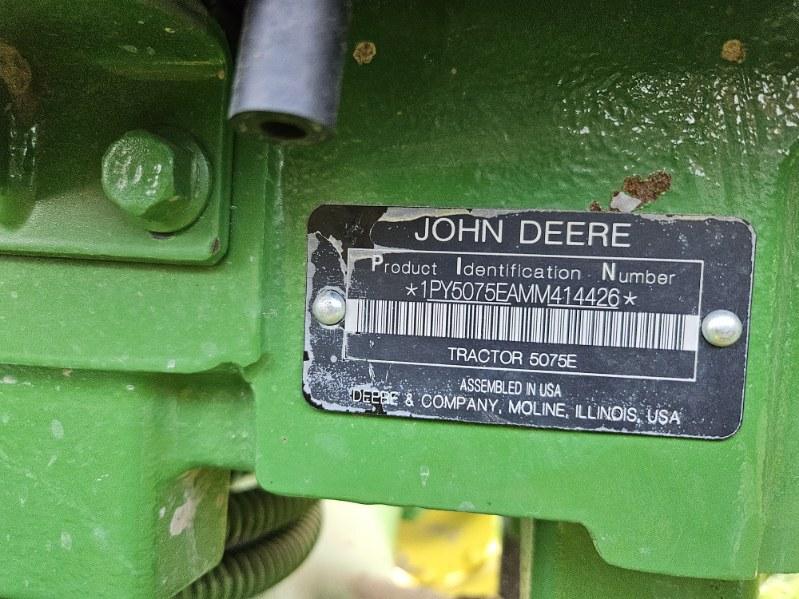 JOHN DEERE
Product Identification Number
*1PY5075EAMM414426*
TRACTOR 5075E
ASSEMBLED IN USA
DEERE & COMPANY, MOLINE, ILLINOIS, USA